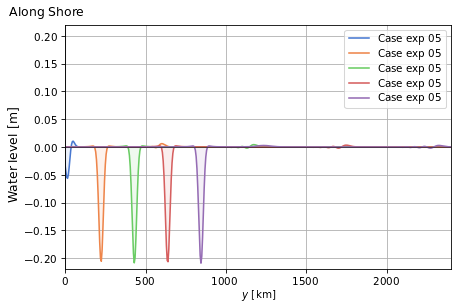 Along Shore
Water level [m]
0.20
0.15
0.10
0.05
0.00
−0.05
−0.10
−0.15
−0.20
Case exp 05
Case exp 05
Case exp 05
Case exp 05
Case exp 05
0 500 1000 1500 2000
y [km]